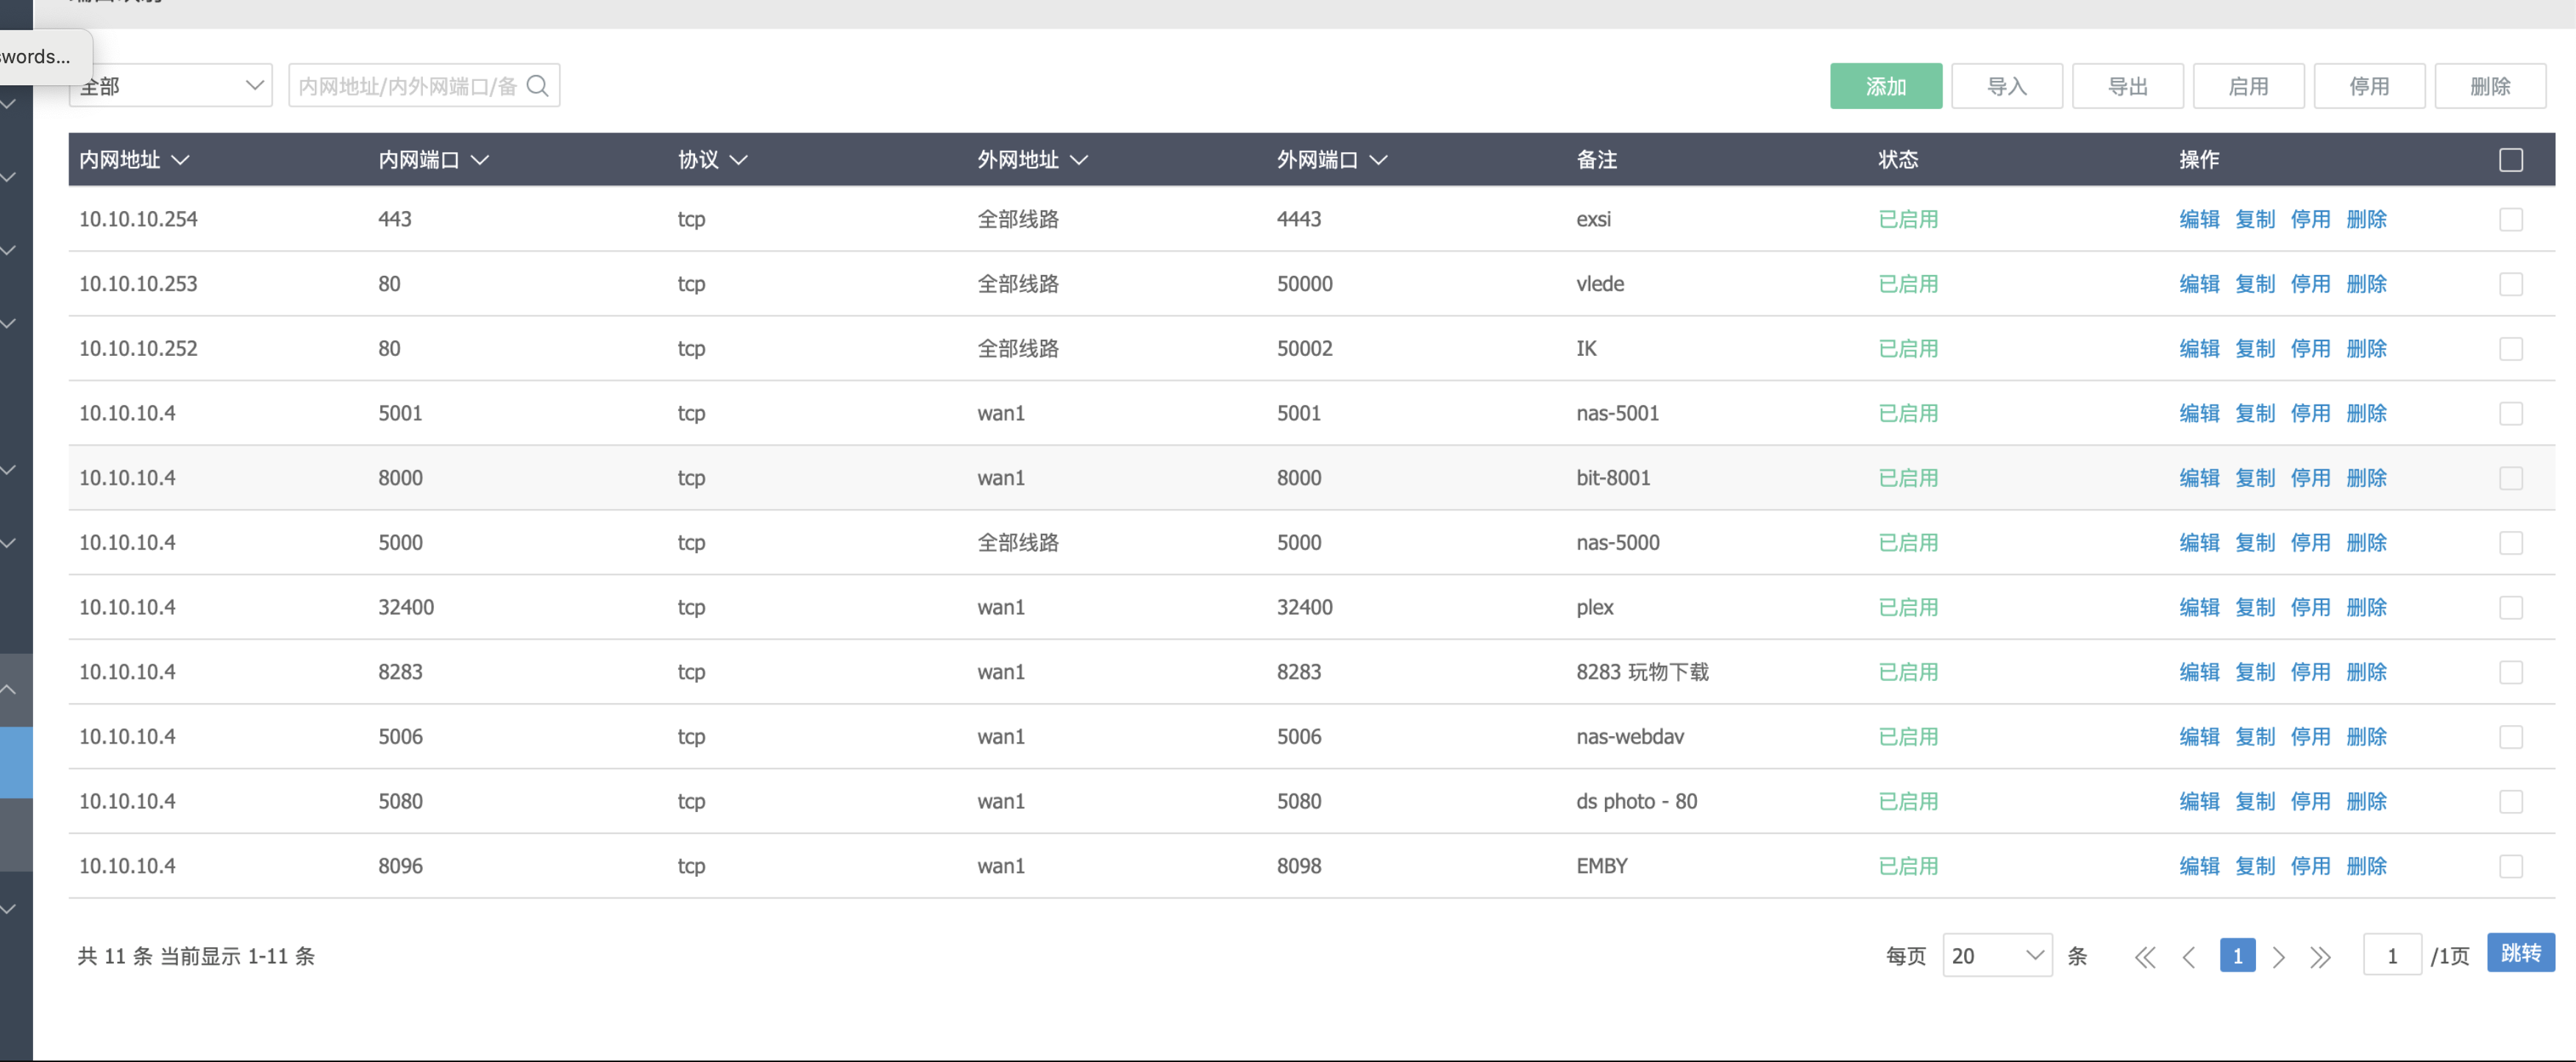 swords...
全部 内网地址/内外网端口/备 添加 导入 导出 启用 停用 删除
内网地址 内网端口 协议 外网地址 外网端口 备注 状态 操作
10.10.10.254 443 tcp 全部线路 4443 exsi 已启用 编辑 复制 停用 删除
10.10.10.253 80 tcp 全部线路 50000 vlede 已启用 编辑 复制 停用 删除
10.10.10.252 80 tcp 全部线路 50002 IK 已启用 编辑 复制 停用 删除
10.10.10.4 5001 tcp wan1 5001 nas-5001 已启用 编辑 复制 停用 删除
10.10.10.4 8000 tcp wan1 8000 bit-8001 已启用 编辑 复制 停用 删除
10.10.10.4 5000 tcp 全部线路 5000 nas-5000 已启用 编辑 复制 停用 删除
10.10.10.4 32400 tcp wan1 32400 plex 已启用 编辑 复制 停用 删除
10.10.10.4 8283 tcp wan1 8283 8283 玩物下载 已启用 编辑 复制 停用 删除
10.10.10.4 5006 tcp wan1 5006 nas-webdav 已启用 编辑 复制 停用 删除
10.10.10.4 5080 tcp wan1 5080 ds photo - 80 已启用 编辑 复制 停用 删除
10.10.10.4 8096 tcp wan1 8098 EMBY 已启用 编辑 复制 停用 删除
共 11 条 当前显示 1-11 条 每页 20 条 1 1 /1页 跳转